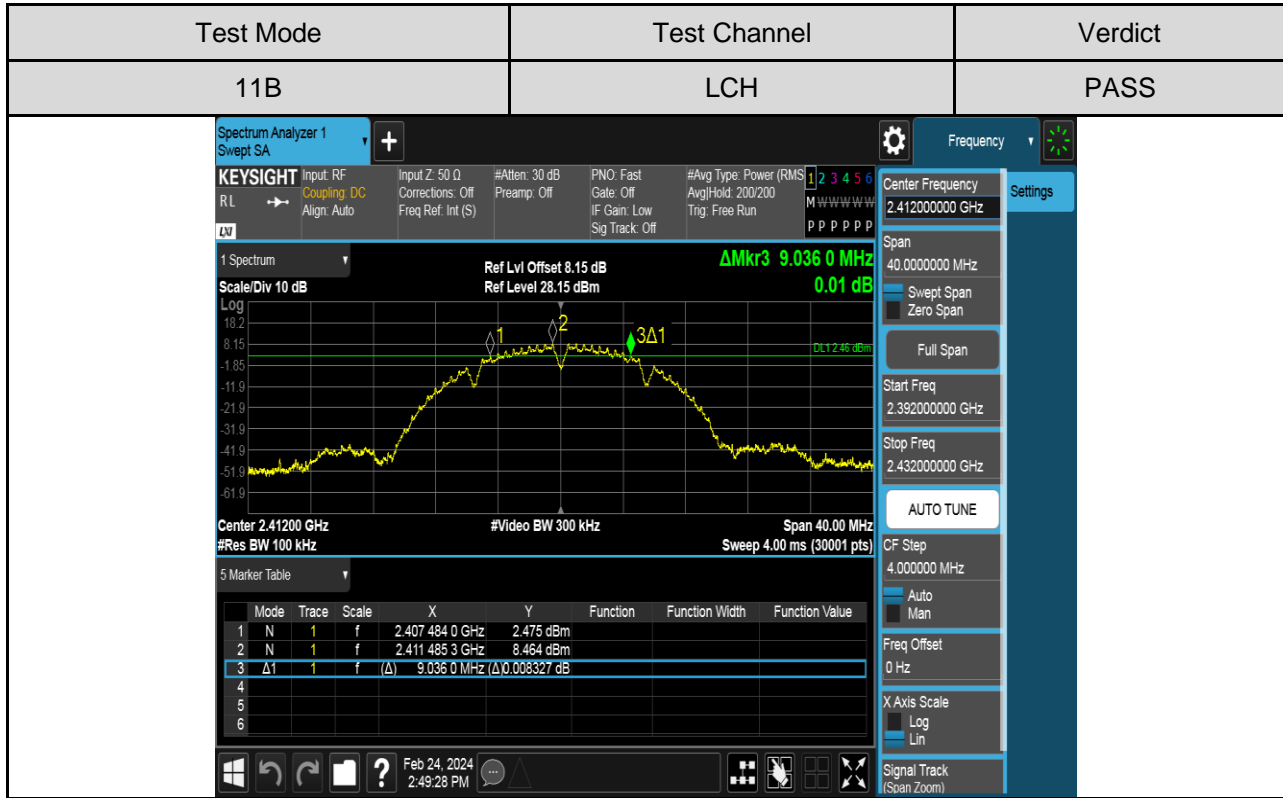 Test Mode Test Channel Verdict
11B LCH PASS
Spectrum Analyzer 1
Swept SA
+
Frequency
KEYSIGHT
RL
LXI
Input: RF
Coupling: DC
Align: Auto
Input Z: 50 Ω
Corrections: Off
Freq Ref: Int (S)
#Atten: 30 dB
Preamp: Off
PNO: Fast
Gate: Off
IF Gain: Low
Sig Track: Off
#Avg Type: Power (RMS
Avg|Hold: 200/200
Trig: Free Run
1 2 3 4 5 6
M W W W W W
P P P P P P
1 Spectrum
Scale/Div 10 dB
Ref Lvl Offset 8.15 dB
Ref Level 28.15 dBm
ΔMkr3 9.036 0 MHz
0.01 dB
Log
18.2
8.15
-1.85
-11.9
-21.9
-31.9
-41.9
-51.9
-61.9
1
2
3Δ1
DL1 2.46 dBm
Center 2.41200 GHz
#Video BW 300 kHz
Span 40.00 MHz
#Res BW 100 kHz
Sweep 4.00 ms (30001 pts)
5 Marker Table
Mode Trace Scale X Y Function Function Width Function Value
1 N 1 f 2.407 484 0 GHz 2.475 dBm
2 N 1 f 2.411 485 3 GHz 8.464 dBm
3 Δ1 1 f (Δ) 9.036 0 MHz (Δ)0.008327 dB
4
5
6
?
Feb 24, 2024
2:49:28 PM
Center Frequency
2.412000000 GHz
Settings
Span
40.0000000 MHz
Swept Span
Zero Span
Full Span
Start Freq
2.392000000 GHz
Stop Freq
2.432000000 GHz
AUTO TUNE
CF Step
4.000000 MHz
Auto
Man
Freq Offset
0 Hz
X Axis Scale
Log
Lin
Signal Track
(Span Zoom)